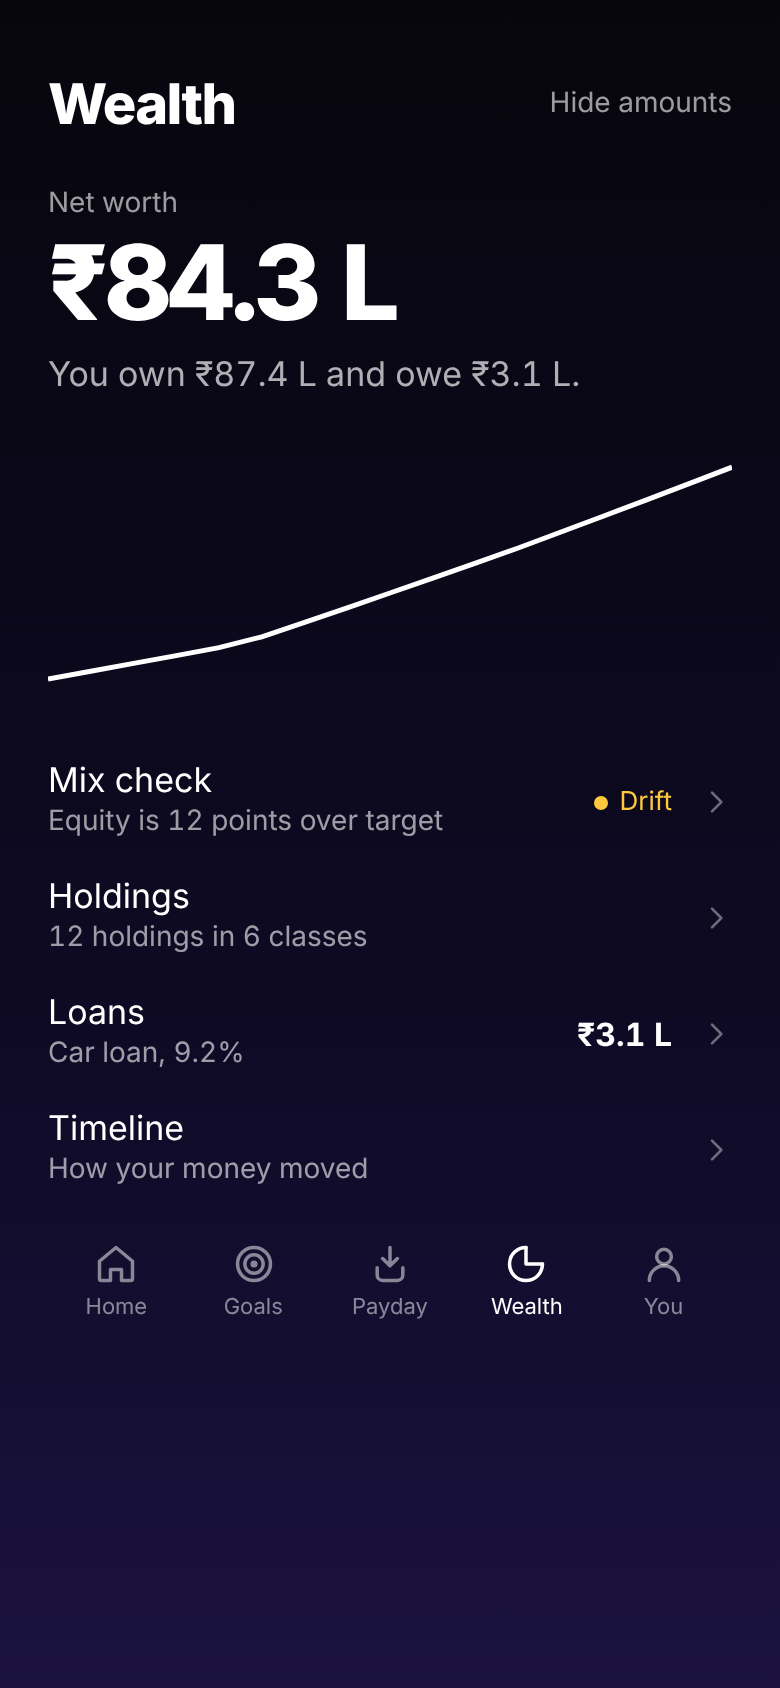 Wealth
Hide amounts
Net worth
₹84.3 L
You own ₹87.4 L and owe ₹3.1 L.
Mix check
Equity is 12 points over target
Drift
Holdings
12 holdings in 6 classes
Loans
Car loan, 9.2%
₹3.1 L
Timeline
How your money moved
Home
Goals
Payday
Wealth
You